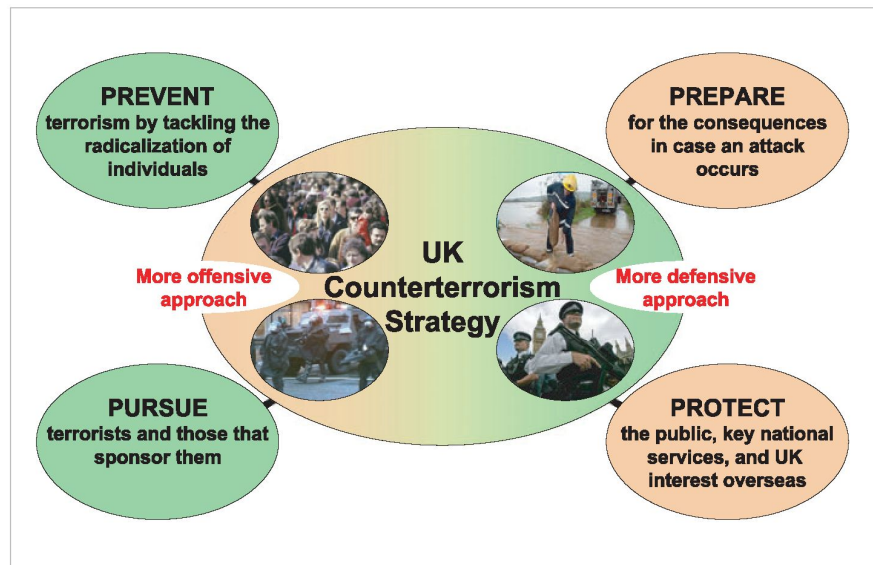 PREVENT
terrorism by tackling the
radicalization of
individuals
PREPARE
for the consequences
in case an attack
occurs
More offensive
approach
UK
Counterterrorism
Strategy
More defensive
approach
PURSUE
terrorists and those that
sponsor them
PROTECT
the public, key national
services, and UK
interest overseas